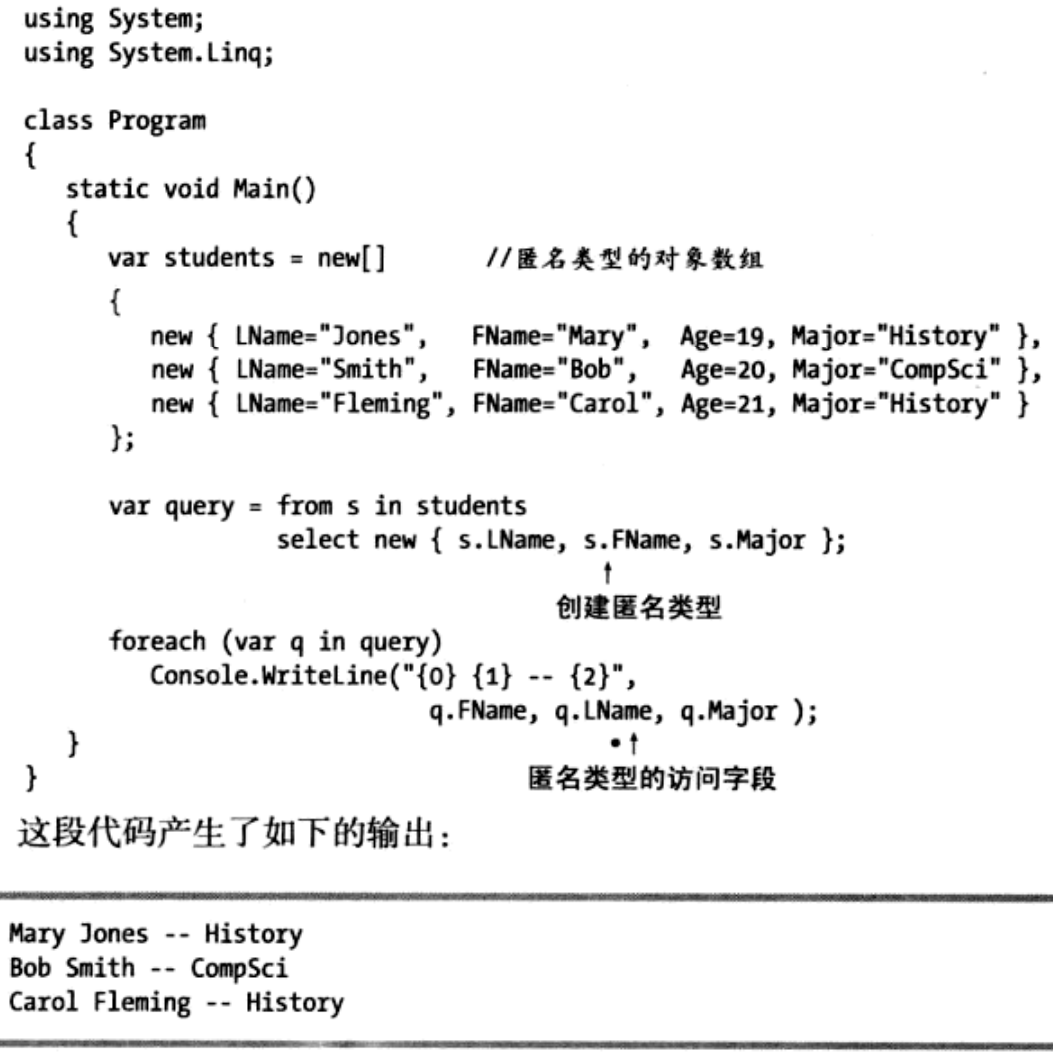 using System;
using System.Linq;

class Program
{
   static void Main()
   {
      var students = new[]       //匿名类型的对象数组
      {
         new { LName="Jones",   FName="Mary",  Age=19, Major="History" },
         new { LName="Smith",   FName="Bob",   Age=20, Major="CompSci" },
         new { LName="Fleming", FName="Carol", Age=21, Major="History" }
      };

      var query = from s in students
                  select new { s.LName, s.FName, s.Major };
                                         ↑
                                    创建匿名类型
      foreach (var q in query)
         Console.WriteLine("{0} {1} -- {2}",
                             q.FName, q.LName, q.Major );
   }                                      •↑
}                                  匿名类型的访问字段
这段代码产生了如下的输出：
Mary Jones -- History
Bob Smith -- CompSci
Carol Fleming -- History